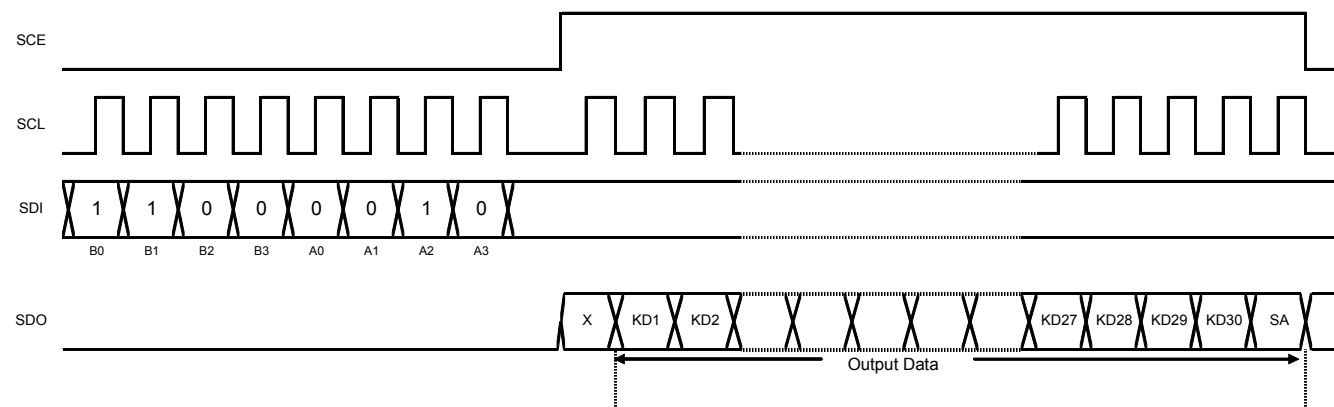 SCE
SCL
SDI 1 1 0 0 0 0 1 0
B0 B1 B2 B3 A0 A1 A2 A3
SDO X KD1 KD2 KD27 KD28 KD29 KD30 SA
Output Data